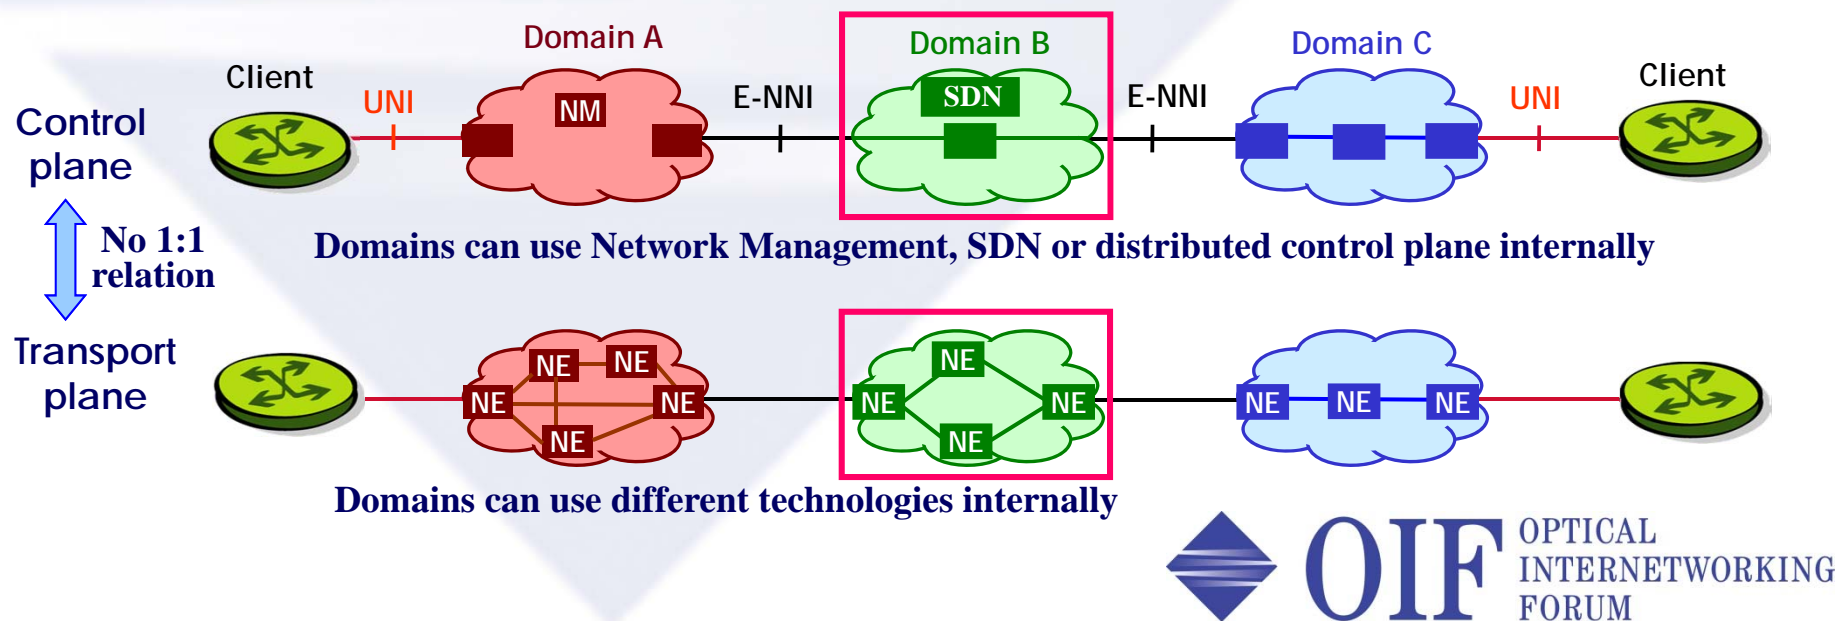 Domain A
Domain B
Domain C
Client
UNI
NM
E-NNI
SDN
E-NNI
UNI
Client
Control
plane
No 1:1
relation
Domains can use Network Management, SDN or distributed control plane internally
Transport
plane
NE
NE
NE
NE
NE
NE
NE
NE
NE
NE
NE
NE
Domains can use different technologies internally
OIF
OPTICAL
INTERNETWORKING
FORUM